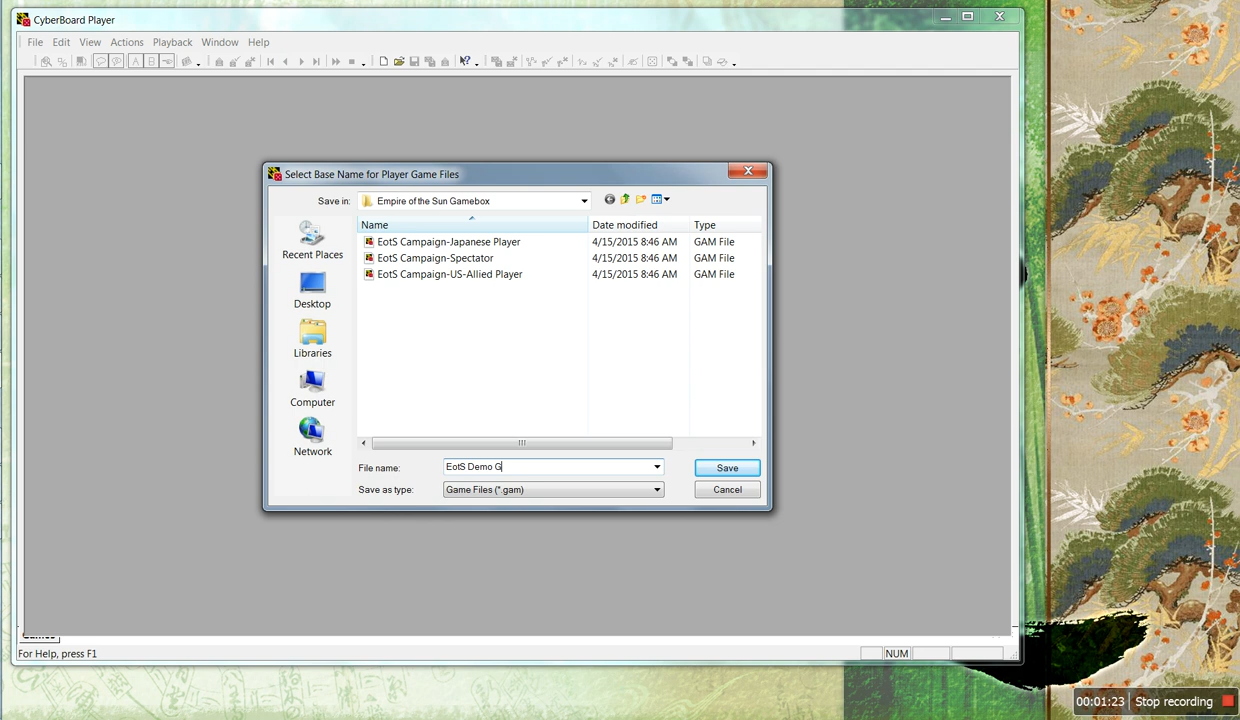 CyberBoard Player
File Edit View Actions Playback Window Help
Select Base Name for Player Game Files
Save in: Empire of the Sun Gamebox
Name Date modified Type
EotS Campaign-Japanese Player 4/15/2015 8:46 AM GAM File
EotS Campaign-Spectator 4/15/2015 8:46 AM GAM File
EotS Campaign-US-Allied Player 4/15/2015 8:46 AM GAM File
Recent Places
Desktop
Libraries
Computer
Network
File name: EotS Demo G Save
Save as type: Game Files (*.gam) Cancel
For Help, press F1 NUM
00:01:23 Stop recording